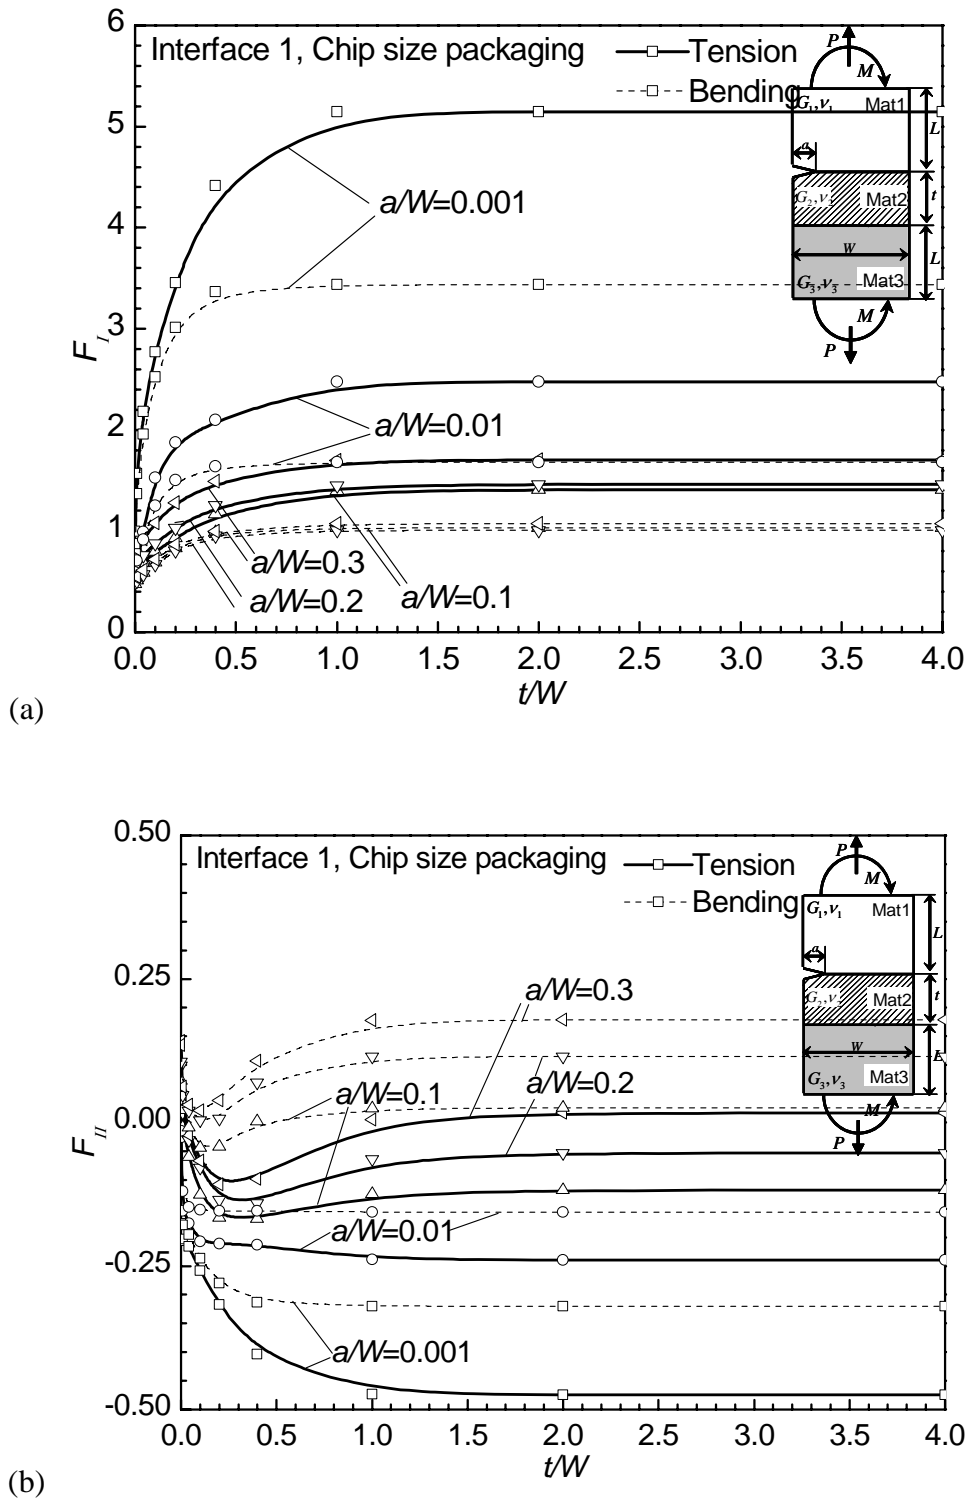 (a)
Interface 1, Chip size packaging
Tension
Bending
P
M
G₁,ν₁
Mat1
L
a
a/W=0.001
G₂,ν₂
Mat2
t
W
L
G₃,ν₃
Mat3
M
P
a/W=0.01
a/W=0.3
a/W=0.2
a/W=0.1
F_I
6
5
4
3
2
1
0
0.0 0.5 1.0 1.5 2.0 2.5 3.0 3.5 4.0
t/W
(b)
Interface 1, Chip size packaging
Tension
Bending
P
M
G₁,ν₁
Mat1
L
a
a/W=0.3
G₂,ν₂
Mat2
t
W
L
a/W=0.2
G₃,ν₃
Mat3
a/W=0.1
M
P
a/W=0.01
a/W=0.001
F_II
0.50
0.25
0.00
-0.25
-0.50
0.0 0.5 1.0 1.5 2.0 2.5 3.0 3.5 4.0
t/W